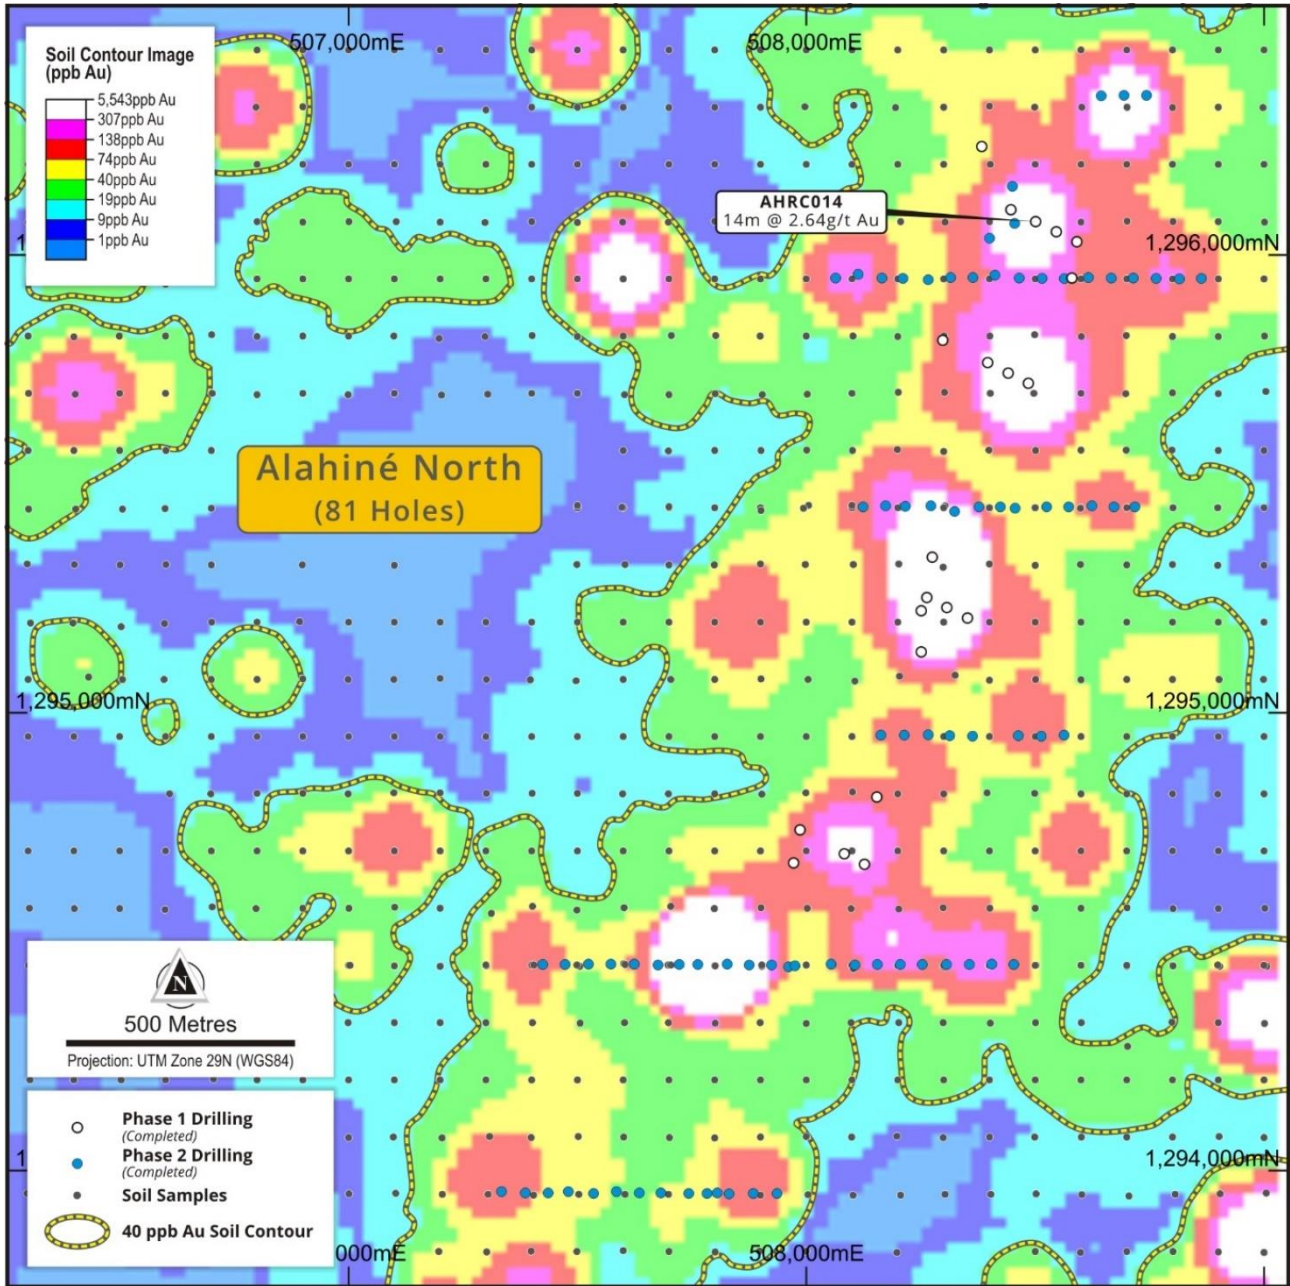 507,000mE
508,000mE
Soil Contour Image
(ppb Au)
5,543ppb Au
307ppb Au
138ppb Au
74ppb Au
40ppb Au
19ppb Au
9ppb Au
1ppb Au
AHRC014
14m @ 2.64g/t Au
1
1,296,000mN
Alahiné North
(81 Holes)
1,295,000mN
1,295,000mN
N
500 Metres
Projection: UTM Zone 29N (WGS84)
Phase 1 Drilling
(Completed)
Phase 2 Drilling
(Completed)
Soil Samples
40 ppb Au Soil Contour
1
1,294,000mN
000mE
508,000mE